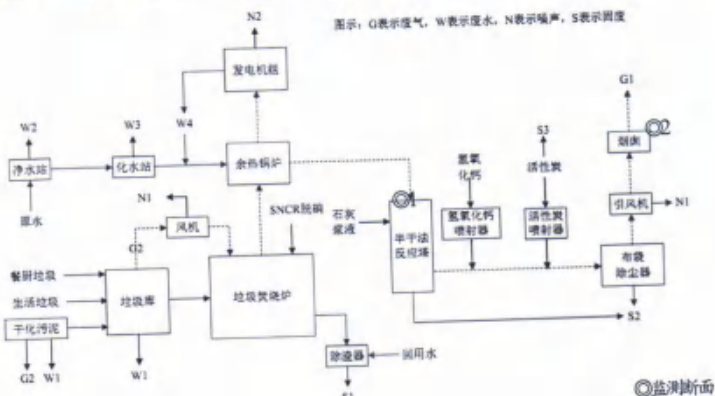 图示：G表示废气，W表示废水，N表示噪声，S表示固废
N2
发电机组
G1
◎2
烟囱
W2
W3
W4
S3
净水站
化水站
余热锅炉
氢氧
化钙
活性炭
原水
N1
SNCR脱硝
◎1
石灰
浆液
半干法
反应塔
氢氧化钙
喷射器
活性炭
喷射器
引风机
N1
风机
G2
餐厨垃圾
生活垃圾
干化污泥
垃圾库
垃圾焚烧炉
布袋
除尘器
S2
G2
W1
W1
除渣器
回用水
S1
◎监测断面